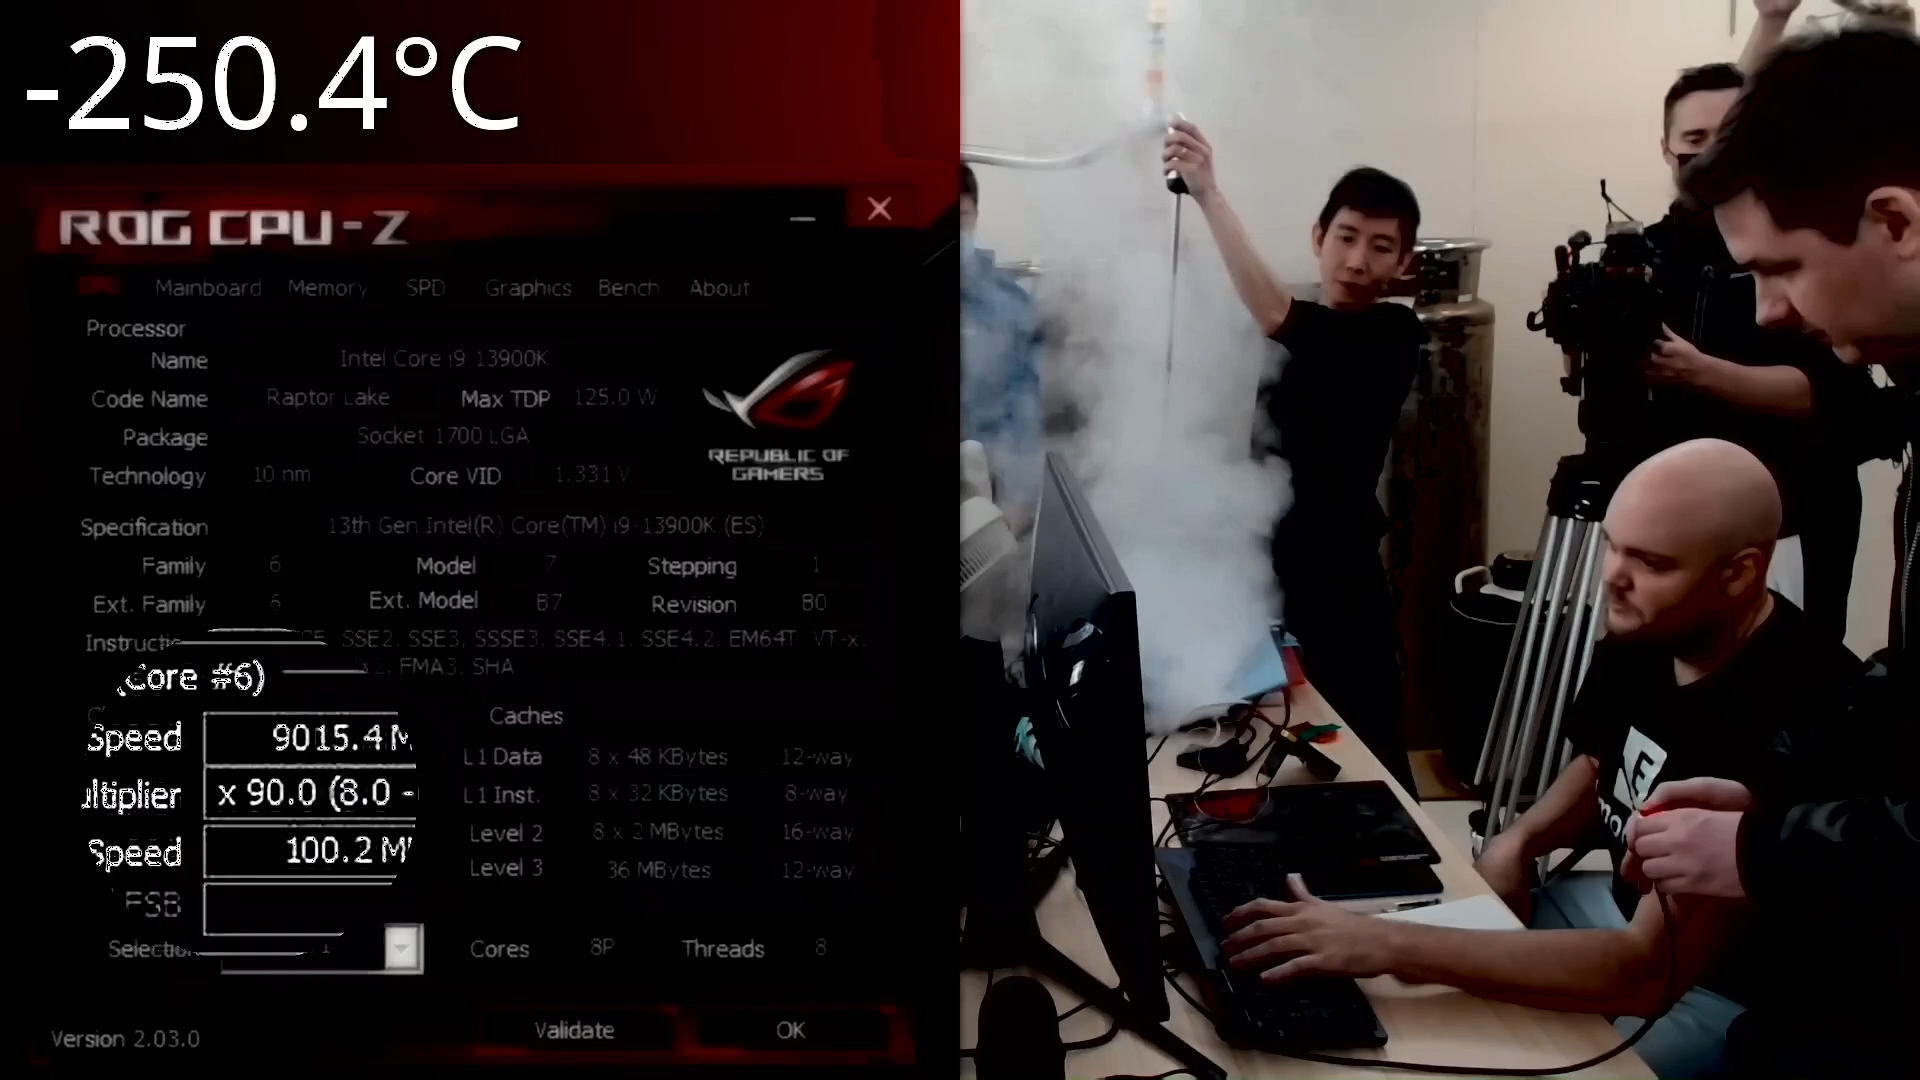 -250.4°C
ROG CPU-Z
Mainboard Memory SPD Graphics Bench About
Processor
Name Intel Core i9 13900K
Code Name Raptor Lake Max TDP 125.0 W
Package Socket 1700 LGA
Technology 10 nm Core VID 1.331 V
REPUBLIC OF
GAMERS
Specification 13th Gen Intel(R) Core(TM) i9-13900K (ES)
Family 6 Model 7 Stepping 1
Ext. Family 6 Ext. Model B7 Revision B0
SSE2, SSE3, SSSE3, SSE4.1, SSE4.2, EM64T, VT-x,
FMA3, SHA
(Core #6)
Caches
Speed 9015.4 M
L1 Data 8 x 48 KBytes 12-way
x 90.0 (8.0 -
L1 Inst. 8 x 32 KBytes 8-way
Speed 100.2 M
Level 2 8 x 2 MBytes 16-way
Level 3 36 MBytes 12-way
FSB
Cores 8P Threads 8
Version 2.03.0 Validate OK
E